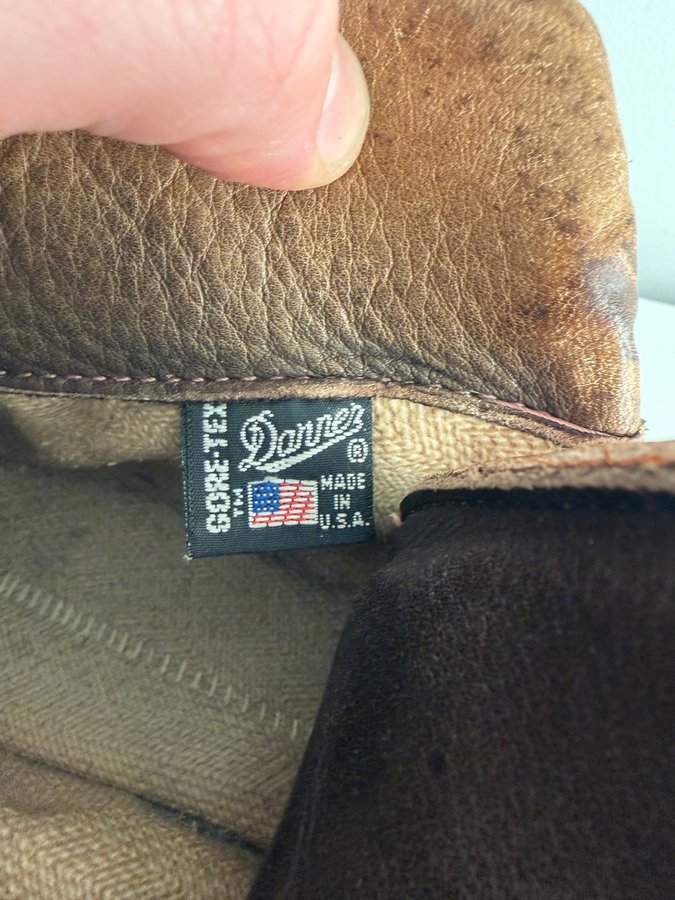 GORE-TEX
TM
Danner
®
MADE
IN
U.S.A.